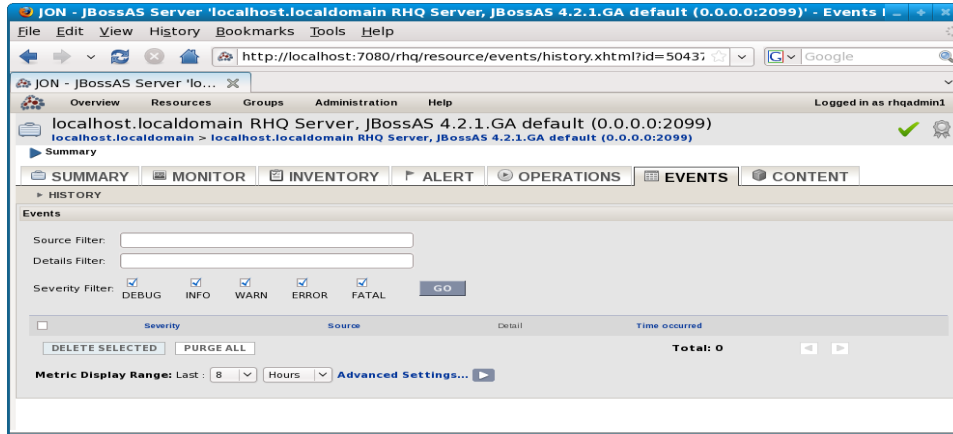 JON - JBossAS Server 'localhost.localdomain RHQ Server, JBossAS 4.2.1.GA default (0.0.0.0:2099)' - Events
File Edit View History Bookmarks Tools Help
http://localhost:7080/rhq/resource/events/history.xhtml?id=50437 Google
JON - JBossAS Server 'lo...
Overview Resources Groups Administration Help Logged in as rhqadmin1
localhost.localdomain RHQ Server, JBossAS 4.2.1.GA default (0.0.0.0:2099)
localhost.localdomain > localhost.localdomain RHQ Server, JBossAS 4.2.1.GA default (0.0.0.0:2099)
Summary
SUMMARY MONITOR INVENTORY ALERT OPERATIONS EVENTS CONTENT
HISTORY
Events
Source Filter:
Details Filter:
Severity Filter: DEBUG INFO WARN ERROR FATAL GO
Severity Source Detail Time occurred
DELETE SELECTED PURGE ALL Total: 0
Metric Display Range: Last : 8 Hours Advanced Settings...